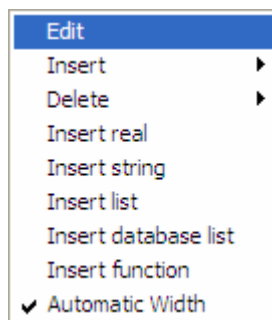 Edit
Insert
Delete
Insert real
Insert string
Insert list
Insert database list
Insert function
Automatic Width